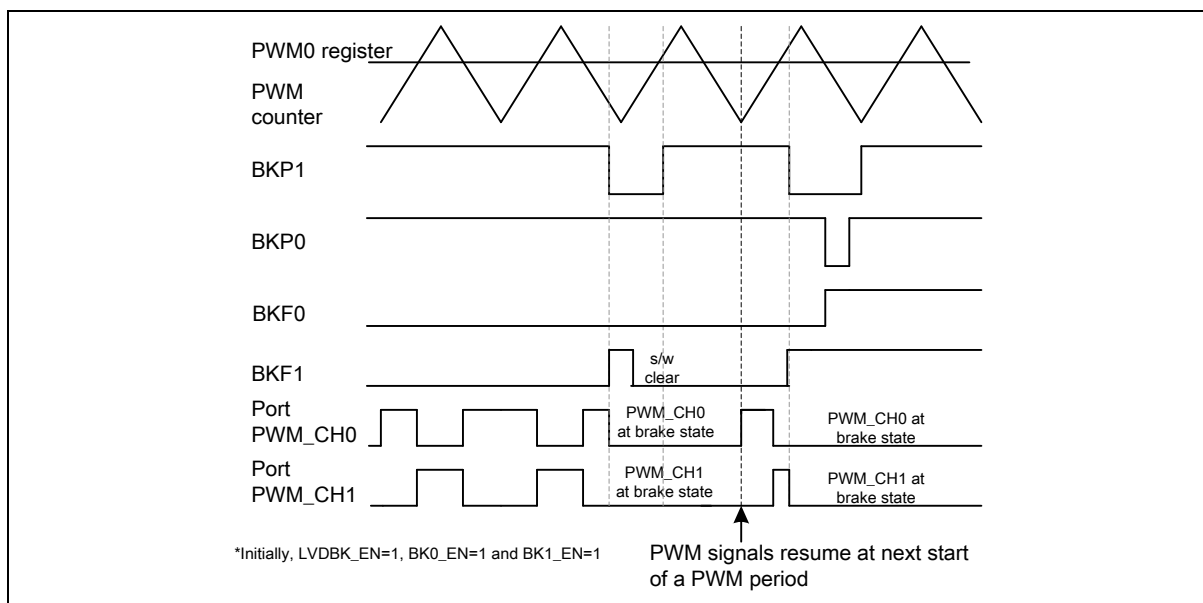 PWM0 register
PWM
counter
BKP1
BKP0
BKF0
BKF1
s/w
clear
Port
PWM_CH0
PWM_CH0
at brake state
PWM_CH0 at
brake state
Port
PWM_CH1
PWM_CH1
at brake state
PWM_CH1 at
brake state
*Initially, LVDBK_EN=1, BK0_EN=1 and BK1_EN=1
PWM signals resume at next start
of a PWM period